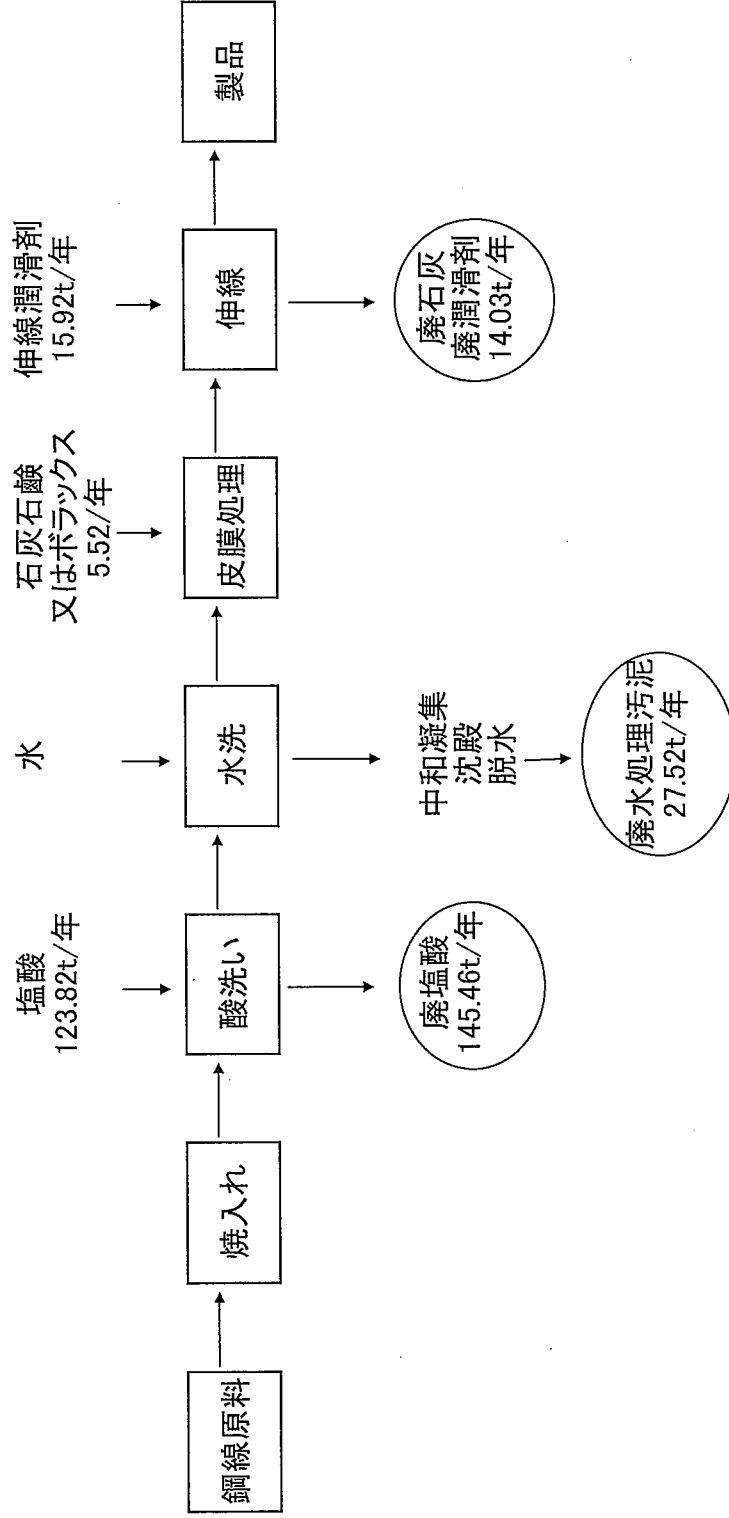 塩酸
123.82t/年
水
石灰石鹸
又はボラックス
5.52/年
伸線潤滑剤
15.92t/年
鋼線原料
焼入れ
酸洗い
水洗
皮膜処理
伸線
製品
廃塩酸
145.46t/年
中和凝集
沈殿
脱水
廃水処理汚泥
27.52t/年
廃石灰
廃潤滑剤
14.03t/年